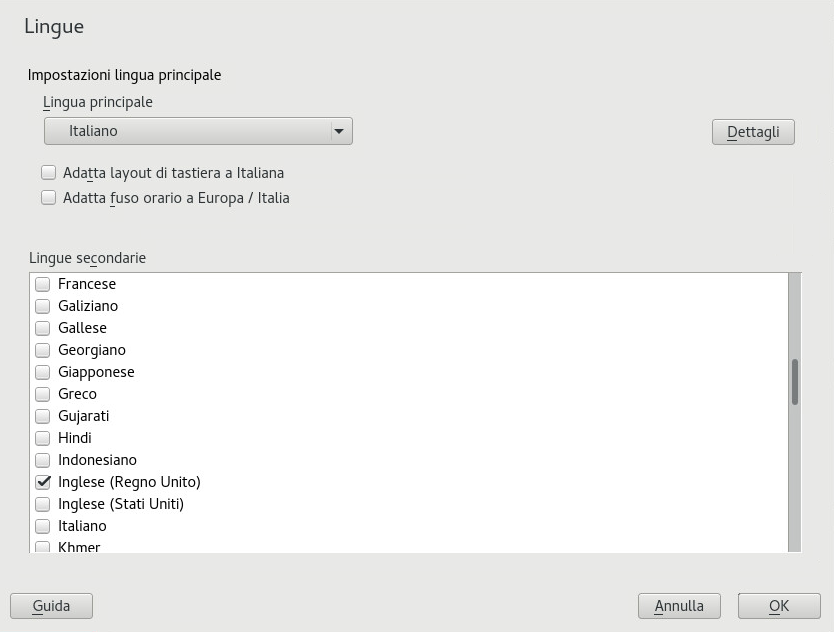 Lingue
Impostazioni lingua principale
Lingua principale
Italiano
Dettagli
Adatta layout di tastiera a Italiana
Adatta fuso orario a Europa / Italia
Lingue secondarie
Francese
Galiziano
Gallese
Georgiano
Giapponese
Greco
Gujarati
Hindi
Indonesiano
Inglese (Regno Unito)
Inglese (Stati Uniti)
Italiano
Khmer
Guida
Annulla
OK